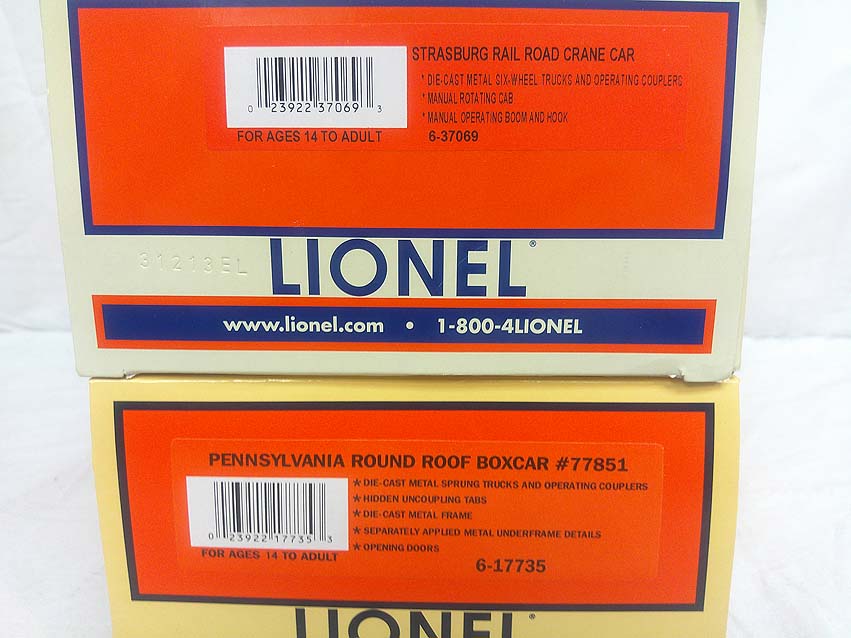 STRASBURG RAIL ROAD CRANE CAR
* DIE-CAST METAL SIX-WHEEL TRUCKS AND OPERATING COUPLERS
* MANUAL ROTATING CAB
* MANUAL OPERATING BOOM AND HOOK
0 23922 37069 3
FOR AGES 14 TO ADULT
6-37069
31213EL
LIONEL®
www.lionel.com • 1-800-4LIONEL
PENNSYLVANIA ROUND ROOF BOXCAR #77851
★ DIE-CAST METAL SPRUNG TRUCKS AND OPERATING COUPLERS
★ HIDDEN UNCOUPLING TABS
★ DIE-CAST METAL FRAME
★ SEPARATELY APPLIED METAL UNDERFRAME DETAILS
★ OPENING DOORS
0 23922 17735 3
FOR AGES 14 TO ADULT
6-17735
LIONEL